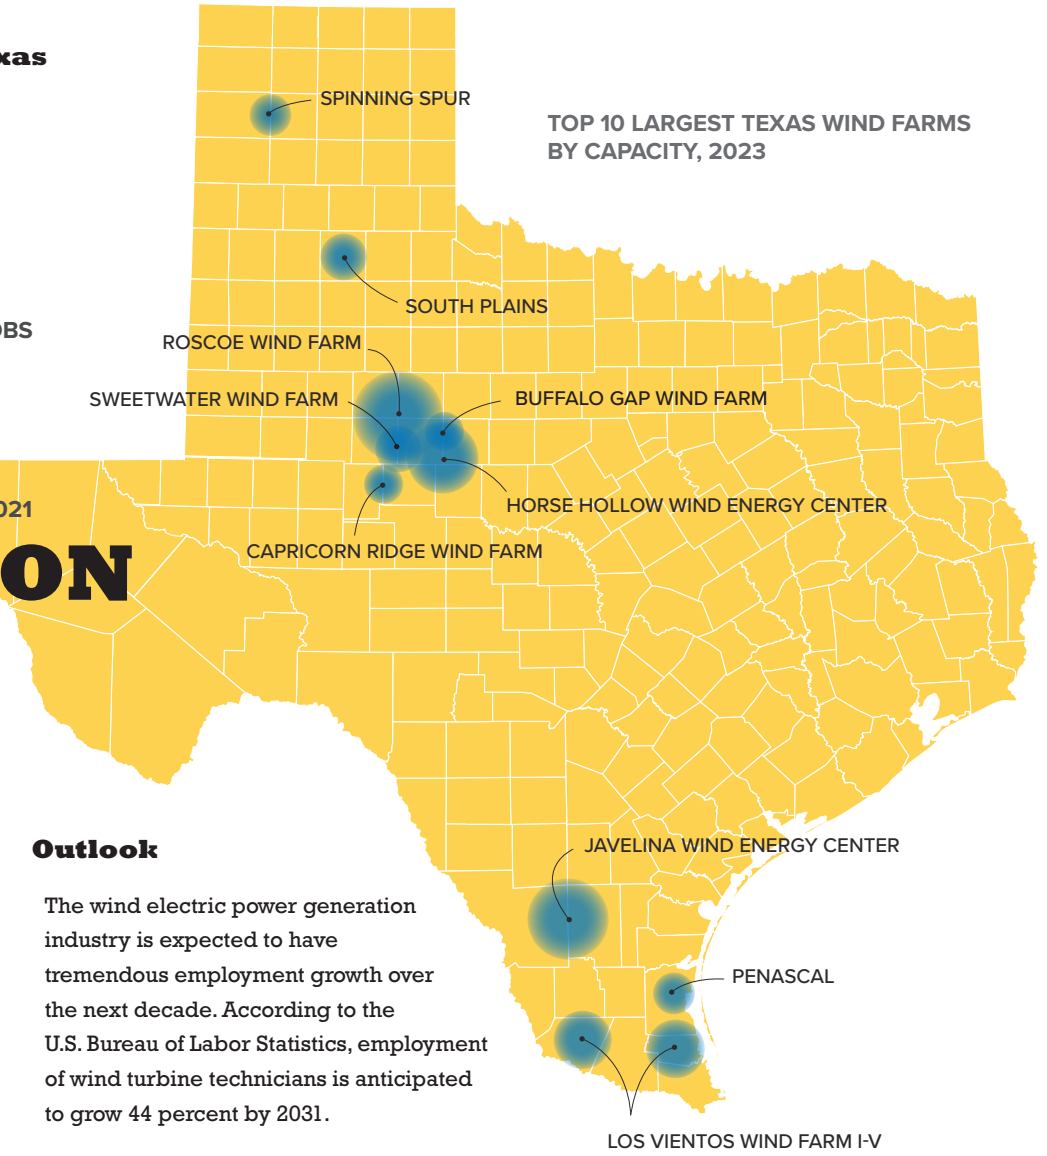 xas
SPINNING SPUR
TOP 10 LARGEST TEXAS WIND FARMS
BY CAPACITY, 2023
SOUTH PLAINS
OBS
ROSCOE WIND FARM
SWEETWATER WIND FARM
BUFFALO GAP WIND FARM
HORSE HOLLOW WIND ENERGY CENTER
021
CAPRICORN RIDGE WIND FARM
ON
JAVELINA WIND ENERGY CENTER
Outlook
The wind electric power generation
industry is expected to have
tremendous employment growth over
the next decade. According to the
U.S. Bureau of Labor Statistics, employment
of wind turbine technicians is anticipated
to grow 44 percent by 2031.
PENASCAL
LOS VIENTOS WIND FARM I-V